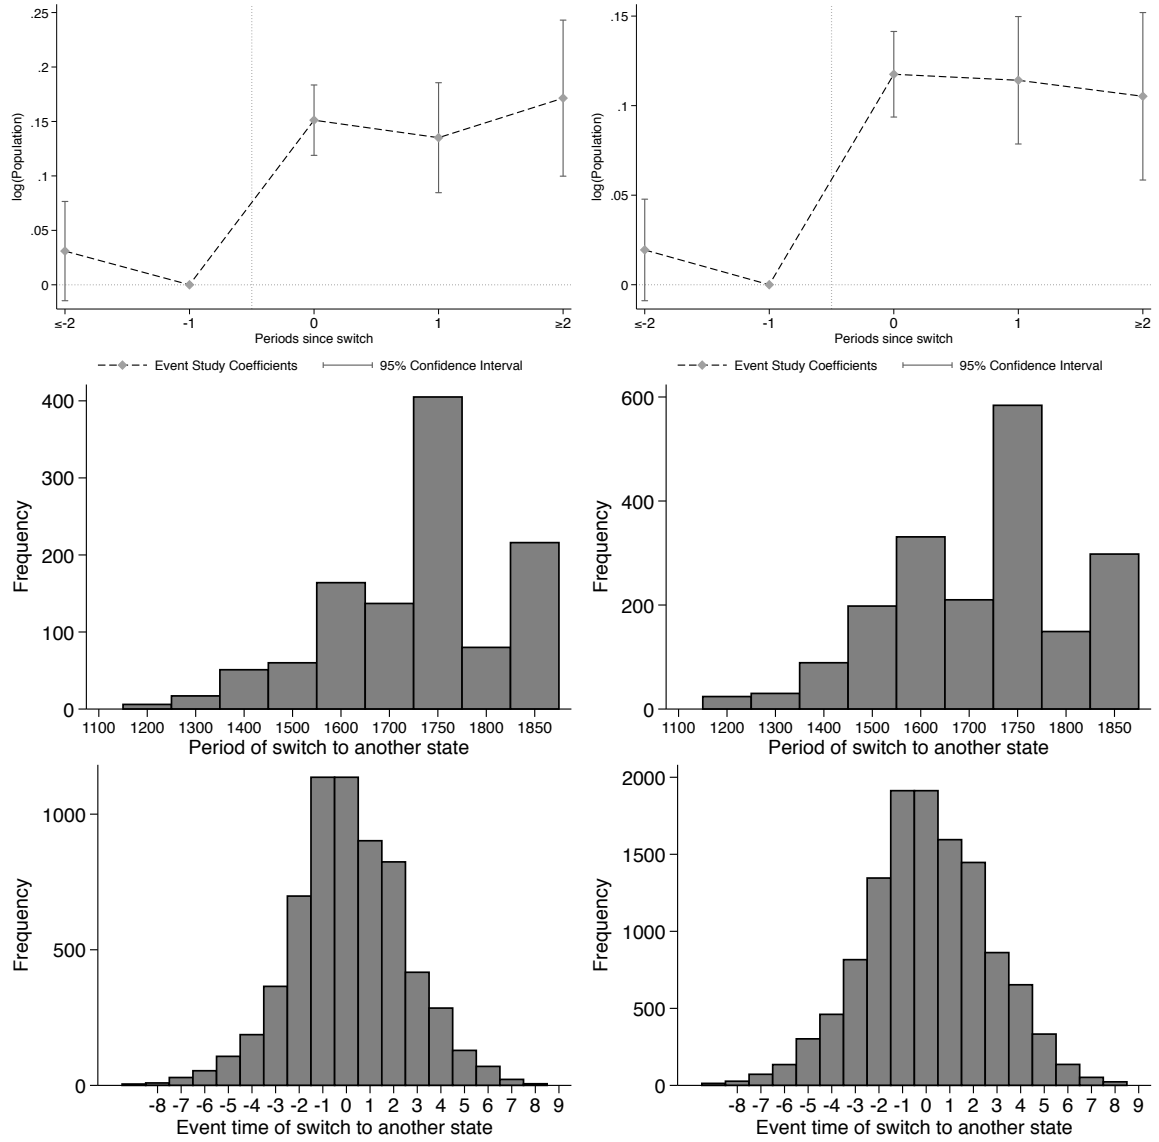 .25
.2
.15
.1
.05
0
log(Population)
≤-2 -1 0 1 ≥2
Periods since switch
Event Study Coefficients 95% Confidence Interval
.15
.1
.05
0
log(Population)
≤-2 -1 0 1 ≥2
Periods since switch
Event Study Coefficients 95% Confidence Interval
400
300
200
100
0
Frequency
1100 1200 1300 1400 1500 1600 1700 1750 1800 1850
Period of switch to another state
600
400
200
0
Frequency
1100 1200 1300 1400 1500 1600 1700 1750 1800 1850
Period of switch to another state
1000
500
0
Frequency
-8 -7 -6 -5 -4 -3 -2 -1 0 1 2 3 4 5 6 7 8 9
Event time of switch to another state
2000
1500
1000
500
0
Frequency
-8 -7 -6 -5 -4 -3 -2 -1 0 1 2 3 4 5 6 7 8 9
Event time of switch to another state